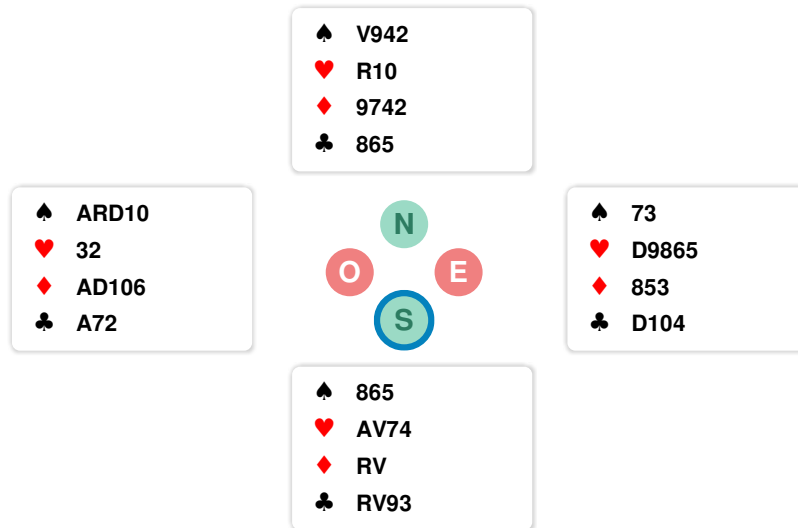 ♠ V942
♥ R10
♦ 9742
♣ 865
♠ ARD10
♥ 32
♦ AD106
♣ A72
N
O E
S
♠ 73
♥ D9865
♦ 853
♣ D104
♠ 865
♥ AV74
♦ RV
♣ RV93